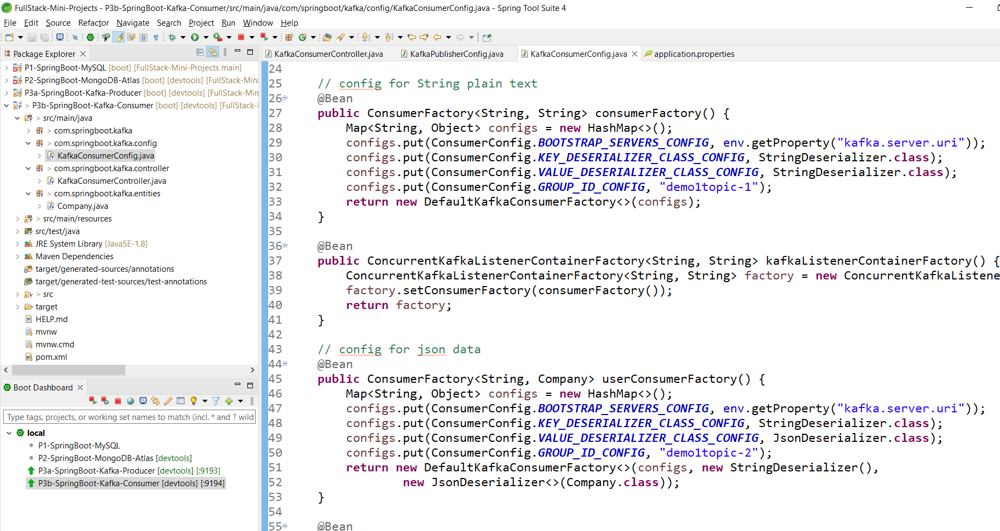 FullStack-Mini-Projects - P3b-SpringBoot-Kafka-Consumer/src/main/java/com/springboot/kafka/config/KafkaConsumerConfig.java - Spring Tool Suite 4
File Edit Source Refactor Navigate Search Project Run Window Help
Package Explorer
P1-SpringBoot-MySQL [boot] [FullStack-Mini-Projects main]
P2-SpringBoot-MongoDB-Atlas [boot] [devtools] [FullStack-Mini
P3a-SpringBoot-Kafka-Producer [boot] [devtools] [FullStack-Min
> P3b-SpringBoot-Kafka-Consumer [boot] [devtools] [FullStack-
> src/main/java
> com.springboot.kafka
> com.springboot.kafka.config
KafkaConsumerConfig.java
> com.springboot.kafka.controller
KafkaConsumerController.java
> com.springboot.kafka.entities
Company.java
> src/main/resources
src/test/java
JRE System Library [JavaSE-1.8]
Maven Dependencies
target/generated-sources/annotations
target/generated-test-sources/test-annotations
> src
target
HELP.md
mvnw
mvnw.cmd
pom.xml
Boot Dashboard
Type tags, projects, or working set names to match (incl. * and ? wild
local
P1-SpringBoot-MySQL
P2-SpringBoot-MongoDB-Atlas [devtools]
P3a-SpringBoot-Kafka-Producer [devtools] [:9193]
P3b-SpringBoot-Kafka-Consumer [devtools] [:9194]
KafkaConsumerController.java KafkaPublisherConfig.java KafkaConsumerConfig.java application.properties
24
25 // config for String plain text
26 @Bean
27 public ConsumerFactory<String, String> consumerFactory() {
28 Map<String, Object> configs = new HashMap<>();
29 configs.put(ConsumerConfig.BOOTSTRAP_SERVERS_CONFIG, env.getProperty("kafka.server.uri"));
30 configs.put(ConsumerConfig.KEY_DESERIALIZER_CLASS_CONFIG, StringDeserializer.class);
31 configs.put(ConsumerConfig.VALUE_DESERIALIZER_CLASS_CONFIG, StringDeserializer.class);
32 configs.put(ConsumerConfig.GROUP_ID_CONFIG, "demo1topic-1");
33 return new DefaultKafkaConsumerFactory<>(configs);
34 }
35
36 @Bean
37 public ConcurrentKafkaListenerContainerFactory<String, String> kafkaListenerContainerFactory() {
38 ConcurrentKafkaListenerContainerFactory<String, String> factory = new ConcurrentKafkaListene
39 factory.setConsumerFactory(consumerFactory());
40 return factory;
41 }
42
43 // config for json data
44 @Bean
45 public ConsumerFactory<String, Company> userConsumerFactory() {
46 Map<String, Object> configs = new HashMap<>();
47 configs.put(ConsumerConfig.BOOTSTRAP_SERVERS_CONFIG, env.getProperty("kafka.server.uri"));
48 configs.put(ConsumerConfig.KEY_DESERIALIZER_CLASS_CONFIG, StringDeserializer.class);
49 configs.put(ConsumerConfig.VALUE_DESERIALIZER_CLASS_CONFIG, JsonDeserializer.class);
50 configs.put(ConsumerConfig.GROUP_ID_CONFIG, "demo1topic-2");
51 return new DefaultKafkaConsumerFactory<>(configs, new StringDeserializer(),
52 new JsonDeserializer<>(Company.class));
53 }
54
55 @Bean